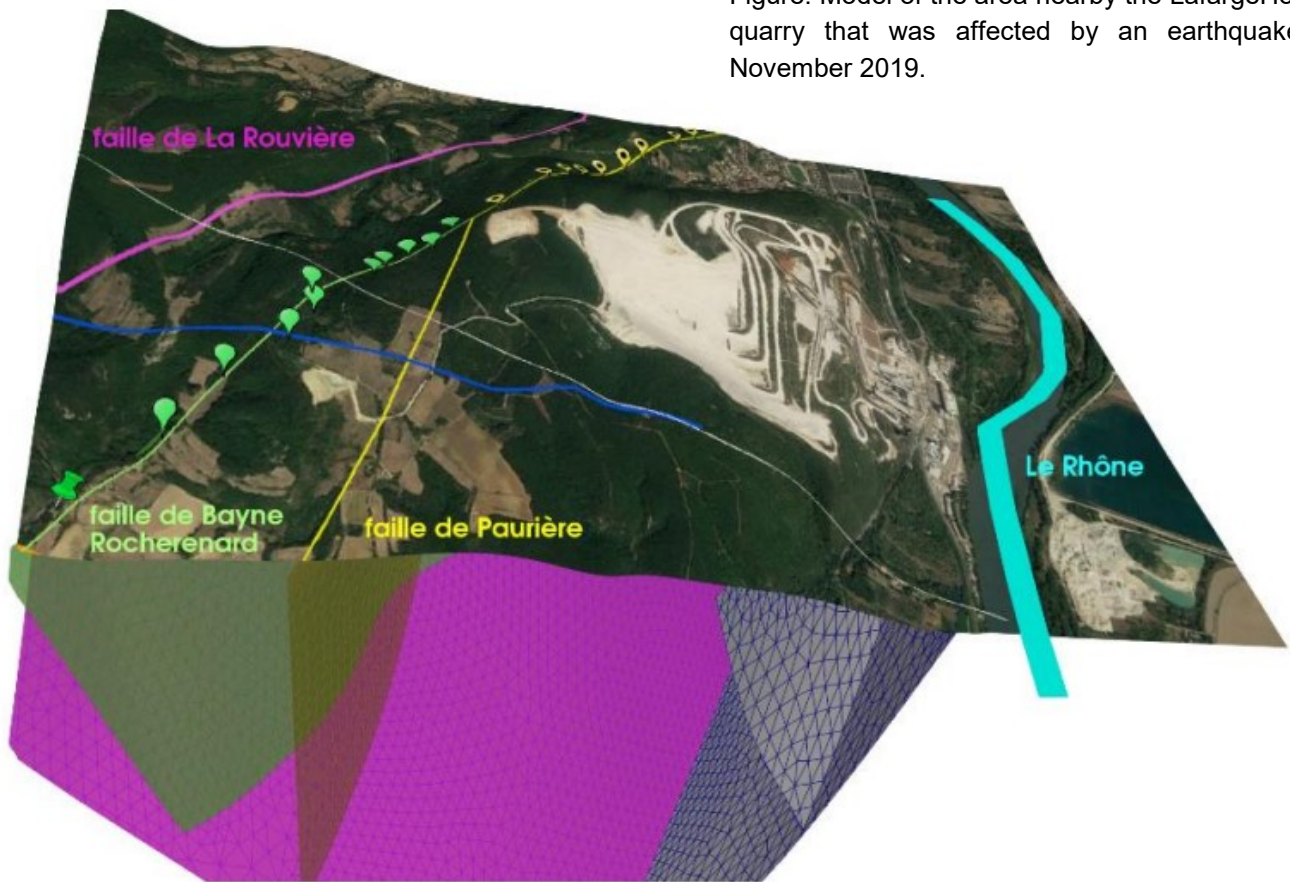 Figure: Model of the area nearby the
quarry that was affected by an earthquake
November 2019.
faille de La Rouvière
Le Rhône
faille de Bayne
Rocherenard
faille de Paurière